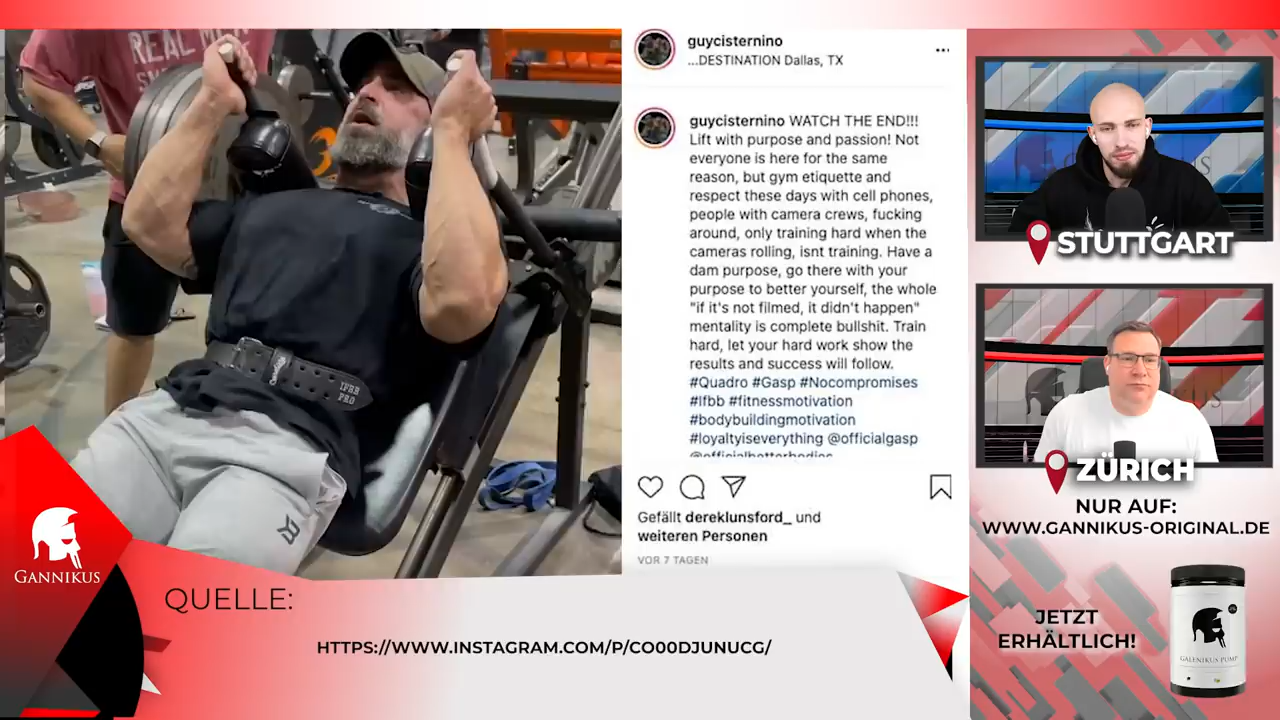 REAL M
guycisternino
...DESTINATION Dallas, TX
guycisternino WATCH THE END!!!
Lift with purpose and passion! Not
everyone is here for the same
reason, but gym etiquette and
respect these days with cell phones,
people with camera crews, fucking
around, only training hard when the
cameras rolling, isnt training. Have a
dam purpose, go there with your
purpose to better yourself, the whole
"if it's not filmed, it didn't happen"
mentality is complete bullshit. Train
hard, let your hard work show the
results and success will follow.
#Quadro #Gasp #Nocompromises
#Ifbb #fitnessmotivation
#bodybuildingmotivation
#loyaltyiseverything @officialgasp
@officialbetterbodies
Gefällt dereklunsford_ und
weiteren Personen
VOR 7 TAGEN
IFBB
PRO
GANNIKUS
QUELLE:
HTTPS://WWW.INSTAGRAM.COM/P/CO00DJUNUCG/
STUTTGART
ZÜRICH
NUR AUF:
WWW.GANNIKUS-ORIGINAL.DE
JETZT
ERHÄLTLICH!
GALENIKUS PUMP